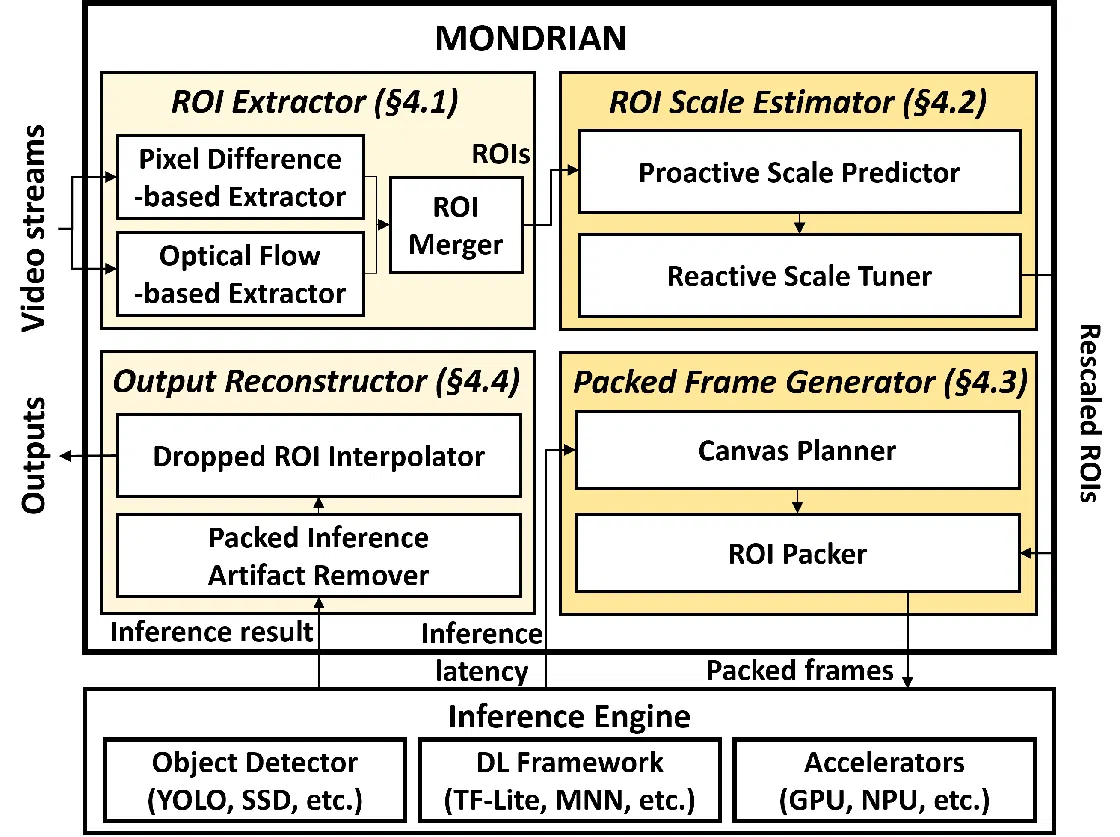 MONDRIAN
Video streams
ROI Extractor (§4.1)
Pixel Difference
-based Extractor
Optical Flow
-based Extractor
ROIs
ROI
Merger
ROI Scale Estimator (§4.2)
Proactive Scale Predictor
Reactive Scale Tuner
Rescaled ROIs
Outputs
Output Reconstructor (§4.4)
Dropped ROI Interpolator
Packed Inference
Artifact Remover
Packed Frame Generator (§4.3)
Canvas Planner
ROI Packer
Inference result
Inference
latency
Packed frames
Inference Engine
Object Detector
(YOLO, SSD, etc.)
DL Framework
(TF-Lite, MNN, etc.)
Accelerators
(GPU, NPU, etc.)